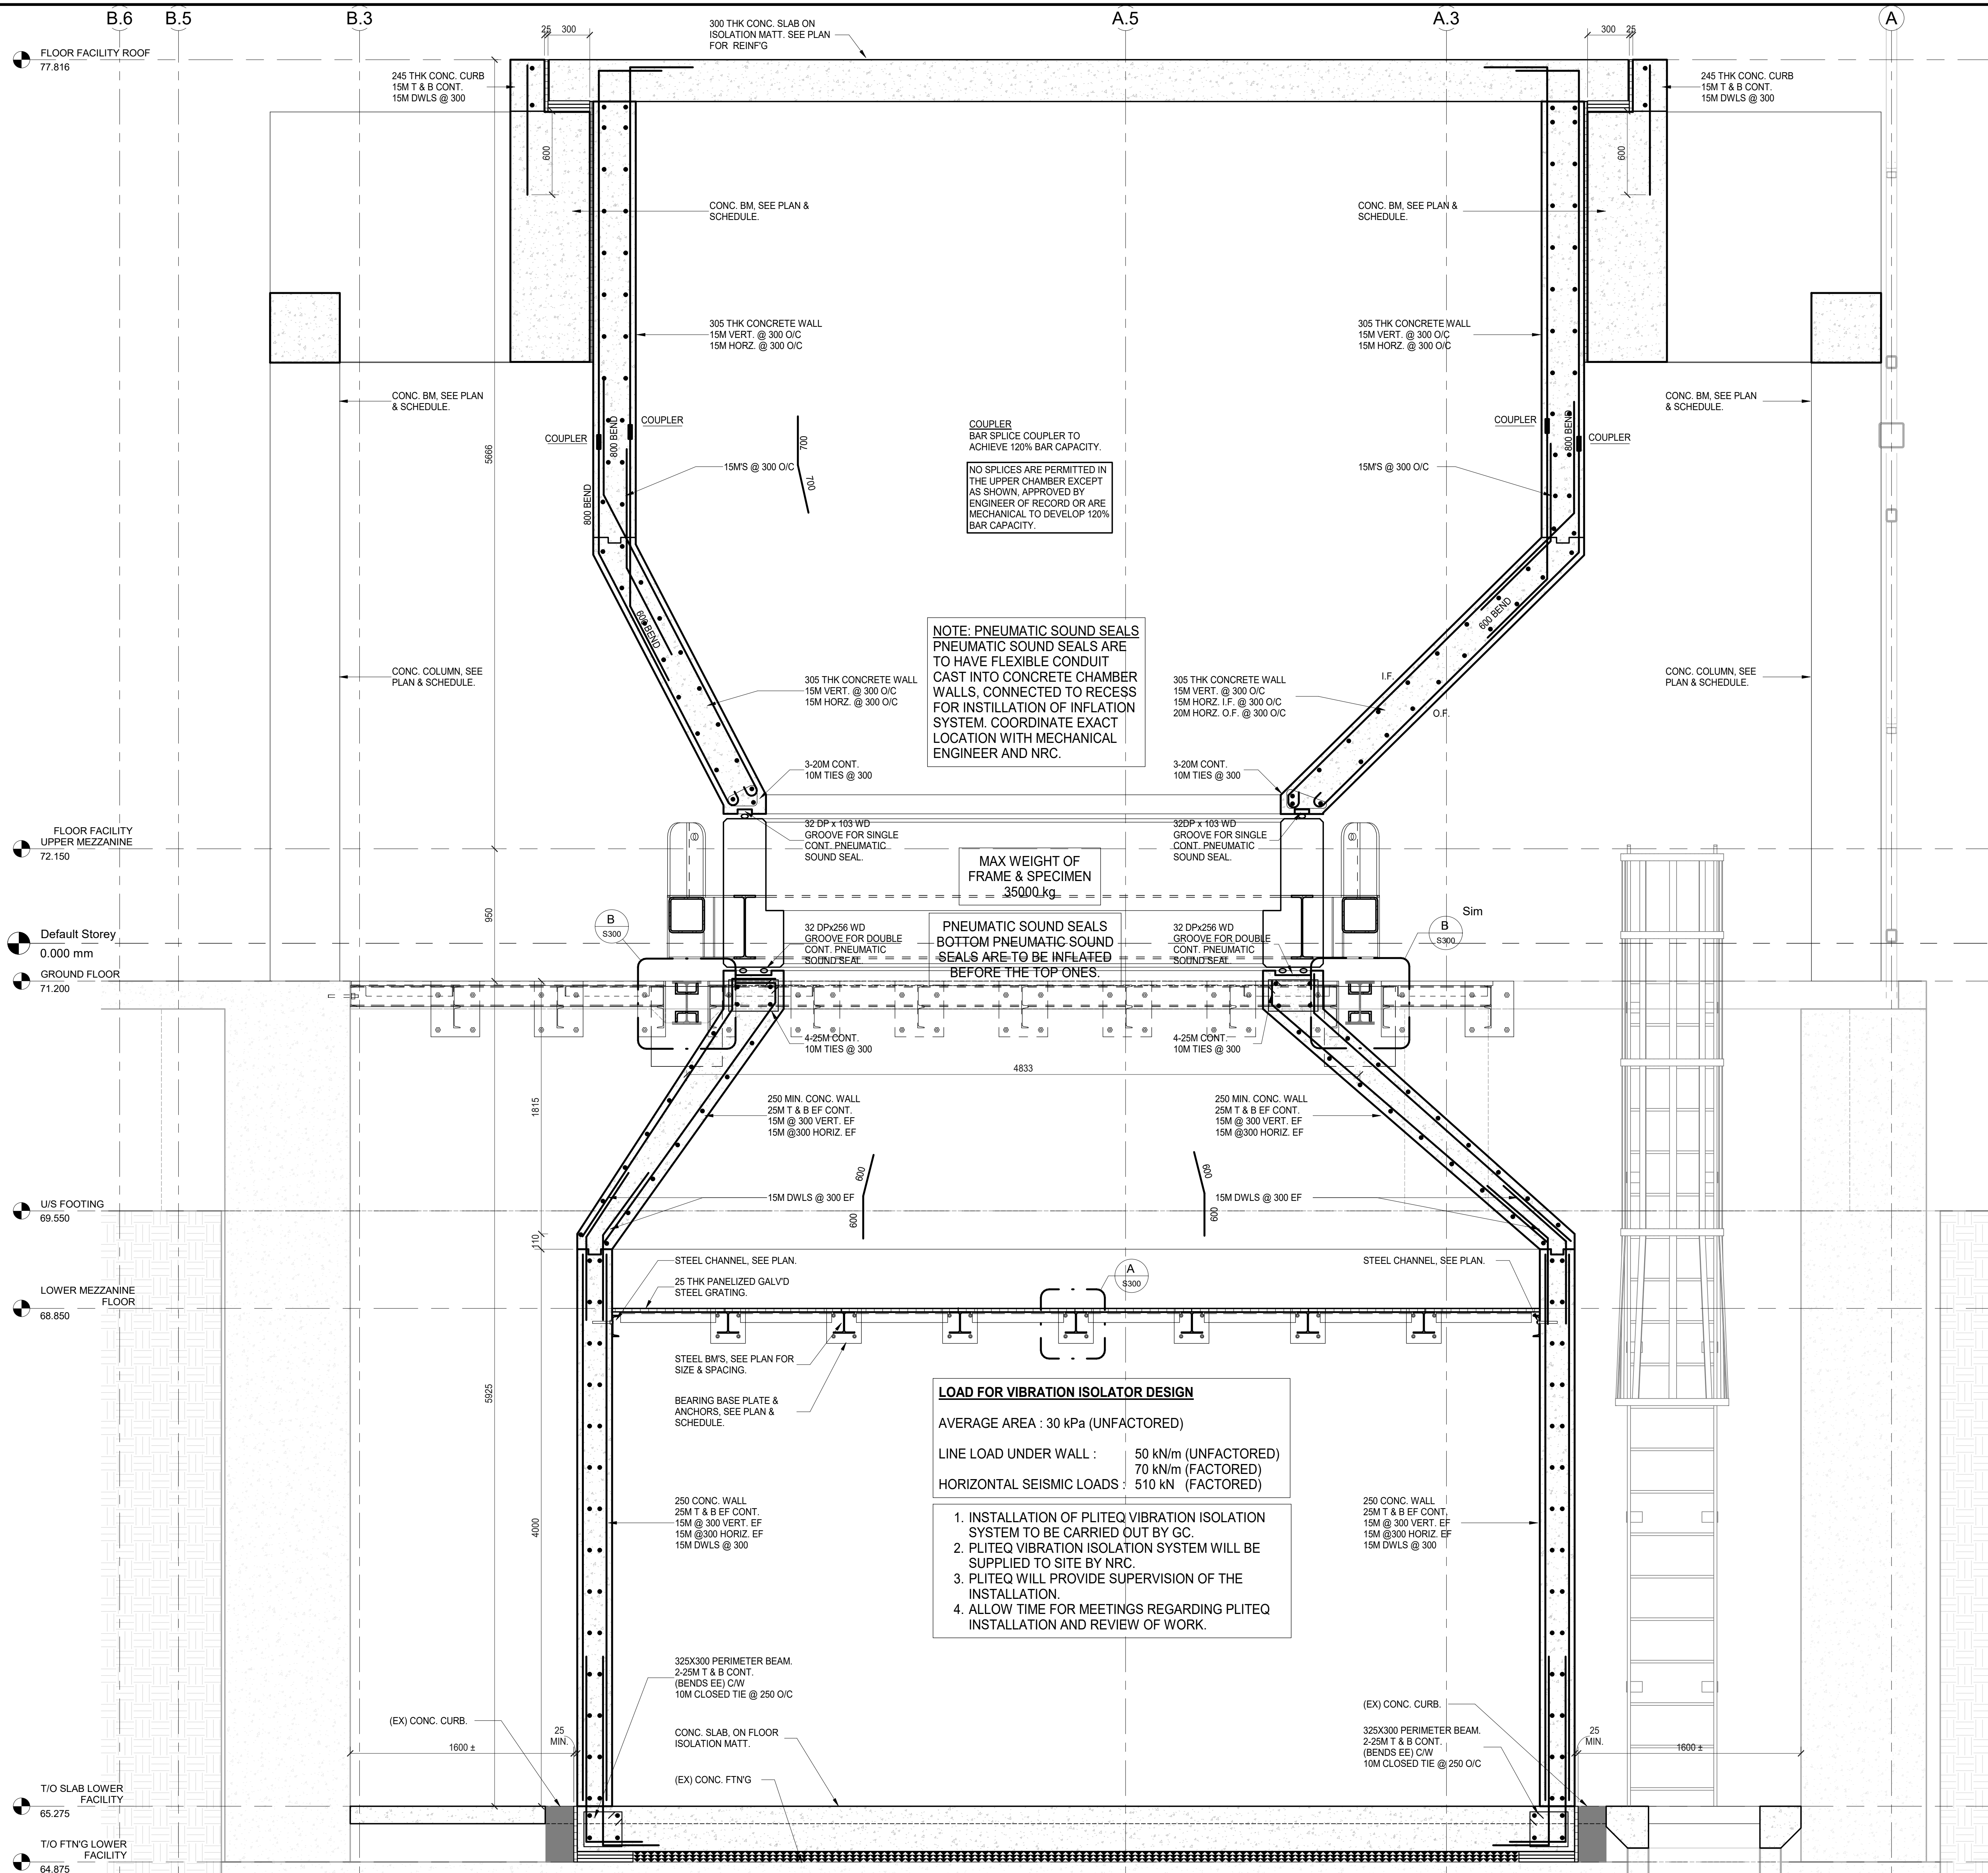 B.6
B.5
B.3
A.5
A.3
A
FLOOR FACILITY ROOF
77.816
25
300
300 THK CONC. SLAB ON
ISOLATION MATT. SEE PLAN
FOR REINF'G
300
25
245 THK CONC. CURB
15M T & B CONT.
15M DWLS @ 300
245 THK CONC. CURB
15M T & B CONT.
15M DWLS @ 300
600
600
CONC. BM, SEE PLAN &
SCHEDULE.
CONC. BM, SEE PLAN &
SCHEDULE.
305 THK CONCRETE WALL
15M VERT. @ 300 O/C
15M HORZ. @ 300 O/C
305 THK CONCRETE WALL
15M VERT. @ 300 O/C
15M HORZ. @ 300 O/C
CONC. BM, SEE PLAN
& SCHEDULE.
CONC. BM, SEE PLAN
& SCHEDULE.
5666
COUPLER
800 BEND
COUPLER
800 BEND
700
700
15M'S @ 300 O/C
COUPLER
BAR SPLICE COUPLER TO
ACHIEVE 120% BAR CAPACITY.
NO SPLICES ARE PERMITTED IN
THE UPPER CHAMBER EXCEPT
AS SHOWN, APPROVED BY
ENGINEER OF RECORD OR ARE
MECHANICAL TO DEVELOP 120%
BAR CAPACITY.
15M'S @ 300 O/C
COUPLER
800 BEND
COUPLER
600 BEND
600 BEND
NOTE: PNEUMATIC SOUND SEALS
PNEUMATIC SOUND SEALS ARE
TO HAVE FLEXIBLE CONDUIT
CAST INTO CONCRETE CHAMBER
WALLS, CONNECTED TO RECESS
FOR INSTILLATION OF INFLATION
SYSTEM. COORDINATE EXACT
LOCATION WITH MECHANICAL
ENGINEER AND NRC.
CONC. COLUMN, SEE
PLAN & SCHEDULE.
CONC. COLUMN, SEE
PLAN & SCHEDULE.
305 THK CONCRETE WALL
15M VERT. @ 300 O/C
15M HORZ. @ 300 O/C
305 THK CONCRETE WALL
15M VERT. @ 300 O/C
15M HORZ. I.F. @ 300 O/C
20M HORZ. O.F. @ 300 O/C
I.F.
O.F.
3-20M CONT.
10M TIES @ 300
3-20M CONT.
10M TIES @ 300
32 DP x 103 WD
GROOVE FOR SINGLE
CONT. PNEUMATIC
SOUND SEAL.
32DP x 103 WD
GROOVE FOR SINGLE
CONT. PNEUMATIC
SOUND SEAL.
FLOOR FACILITY
UPPER MEZZANINE
72.150
MAX WEIGHT OF
FRAME & SPECIMEN
35000 kg
950
B
S300
B
S300
Sim
Default Storey
0.000 mm
32 DPx256 WD
GROOVE FOR DOUBLE
CONT. PNEUMATIC
SOUND SEAL.
PNEUMATIC SOUND SEALS
BOTTOM PNEUMATIC SOUND
SEALS ARE TO BE INFLATED
BEFORE THE TOP ONES.
32 DPx256 WD
GROOVE FOR DOUBLE
CONT. PNEUMATIC
SOUND SEAL.
GROUND FLOOR
71.200
4-25M CONT.
10M TIES @ 300
4-25M CONT.
10M TIES @ 300
4833
1815
250 MIN. CONC. WALL
25M T & B EF CONT.
15M @ 300 VERT. EF
15M @300 HORIZ. EF
250 MIN. CONC. WALL
25M T & B EF CONT.
15M @ 300 VERT. EF
15M @300 HORIZ. EF
15M DWLS @ 300 EF
600
600
600
600
15M DWLS @ 300 EF
U/S FOOTING
69.550
110
STEEL CHANNEL, SEE PLAN.
25 THK PANELIZED GALV'D
STEEL GRATING.
A
S300
STEEL CHANNEL, SEE PLAN.
LOWER MEZZANINE
FLOOR
68.850
STEEL BM'S, SEE PLAN FOR
SIZE & SPACING.
BEARING BASE PLATE &
ANCHORS, SEE PLAN &
SCHEDULE.
5925
4000
LOAD FOR VIBRATION ISOLATOR DESIGN
AVERAGE AREA : 30 kPa (UNFACTORED)
LINE LOAD UNDER WALL : 50 kN/m (UNFACTORED)
70 kN/m (FACTORED)
HORIZONTAL SEISMIC LOADS : 510 kN (FACTORED)
1. INSTALLATION OF PLITEQ VIBRATION ISOLATION
SYSTEM TO BE CARRIED OUT BY GC.
2. PLITEQ VIBRATION ISOLATION SYSTEM WILL BE
SUPPLIED TO SITE BY NRC.
3. PLITEQ WILL PROVIDE SUPERVISION OF THE
INSTALLATION.
4. ALLOW TIME FOR MEETINGS REGARDING PLITEQ
INSTALLATION AND REVIEW OF WORK.
250 CONC. WALL
25M T & B EF CONT.
15M @ 300 VERT. EF
15M @300 HORIZ. EF
15M DWLS @ 300
250 CONC. WALL
25M T & B EF CONT.
15M @ 300 VERT. EF
15M @300 HORIZ. EF
15M DWLS @ 300
325X300 PERIMETER BEAM.
2-25M T & B CONT.
(BENDS EE) C/W
10M CLOSED TIE @ 250 O/C
(EX) CONC. CURB.
1600 ±
25
MIN.
CONC. SLAB, ON FLOOR
ISOLATION MATT.
(EX) CONC. FTN'G
(EX) CONC. CURB.
325X300 PERIMETER BEAM.
2-25M T & B CONT.
(BENDS EE) C/W
10M CLOSED TIE @ 250 O/C
25
MIN.
1600 ±
T/O SLAB LOWER
FACILITY
65.275
T/O FTN'G LOWER
FACILITY
64.875